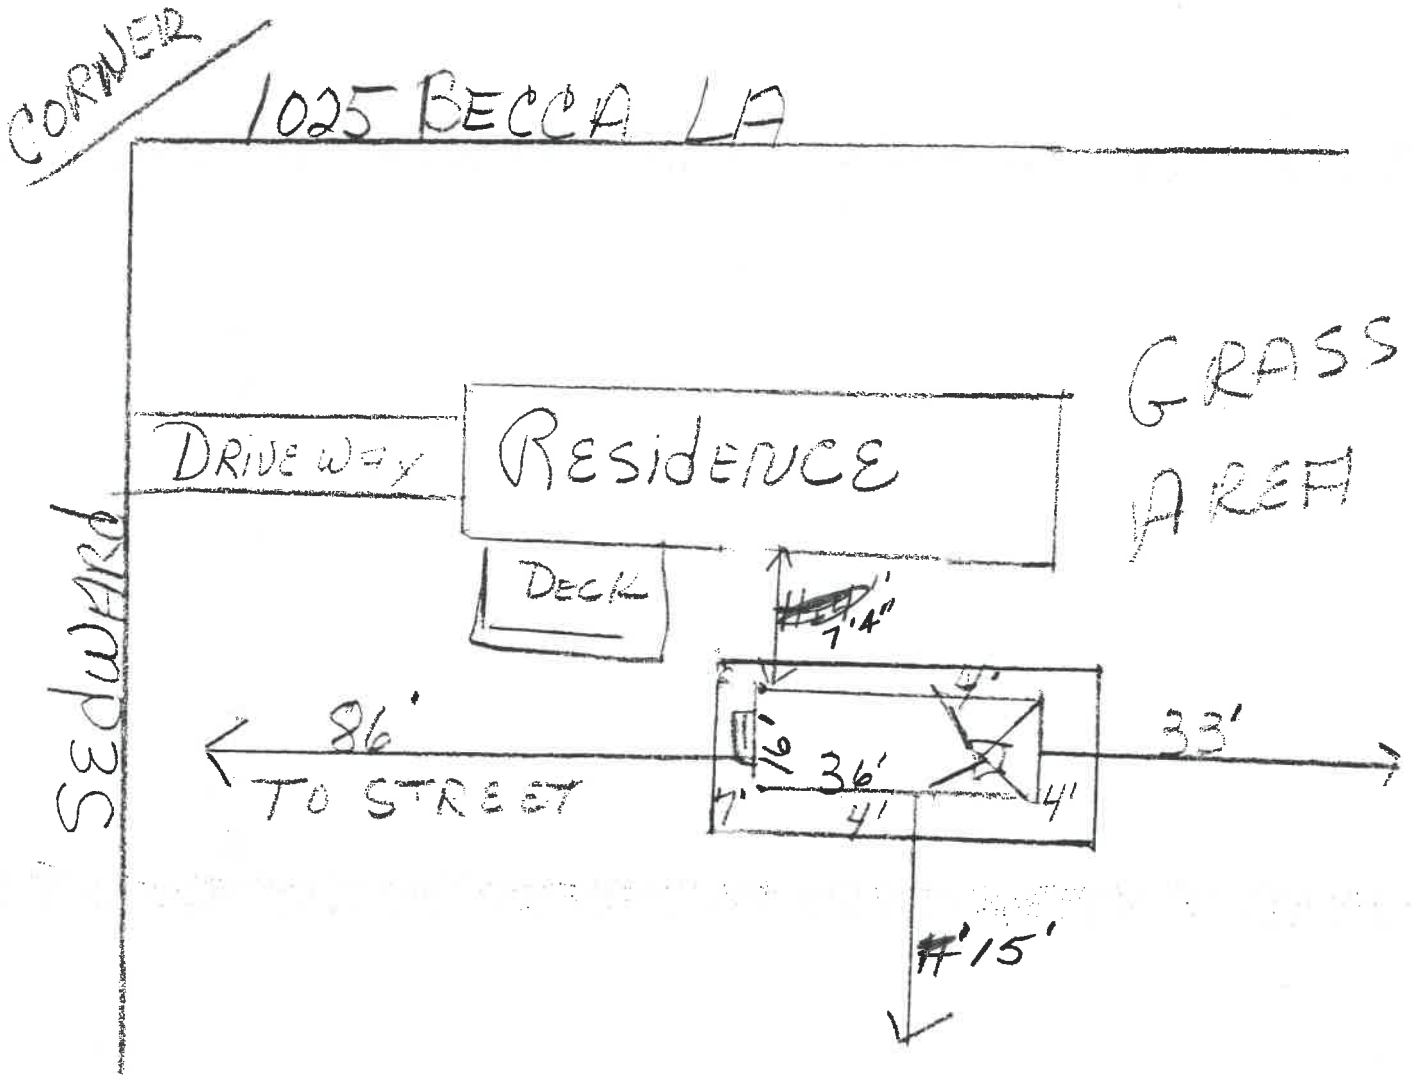 CORNER
1025 BECCA LA
GRASS
AREA
DRIVEWAY
RESIDENCE
DECK
7'4"
SEdWARd
86'
TO STREET
4'
16'
36'
33'
7'
4'
4'
15'